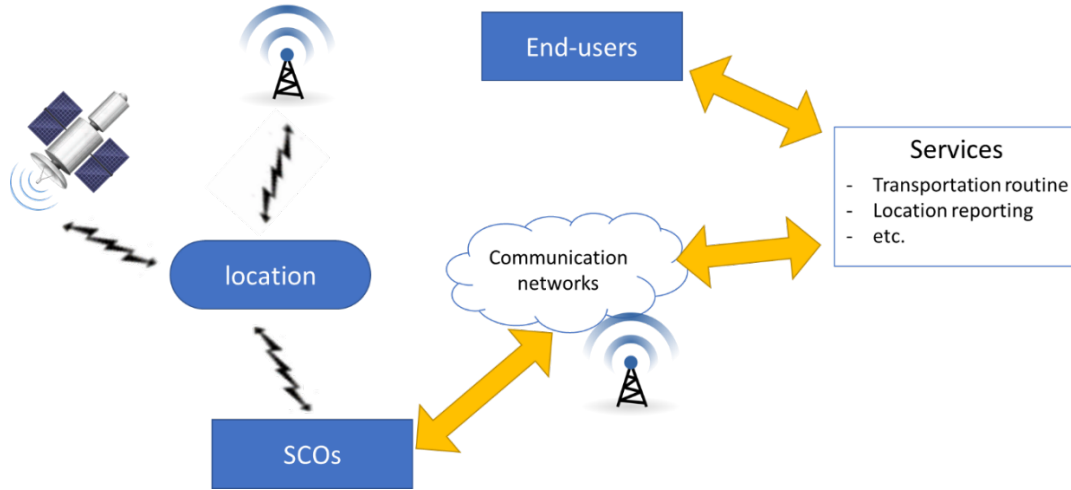 End-users
Services
- Transportation routine
- Location reporting
- etc.
Communication
networks
location
SCOs